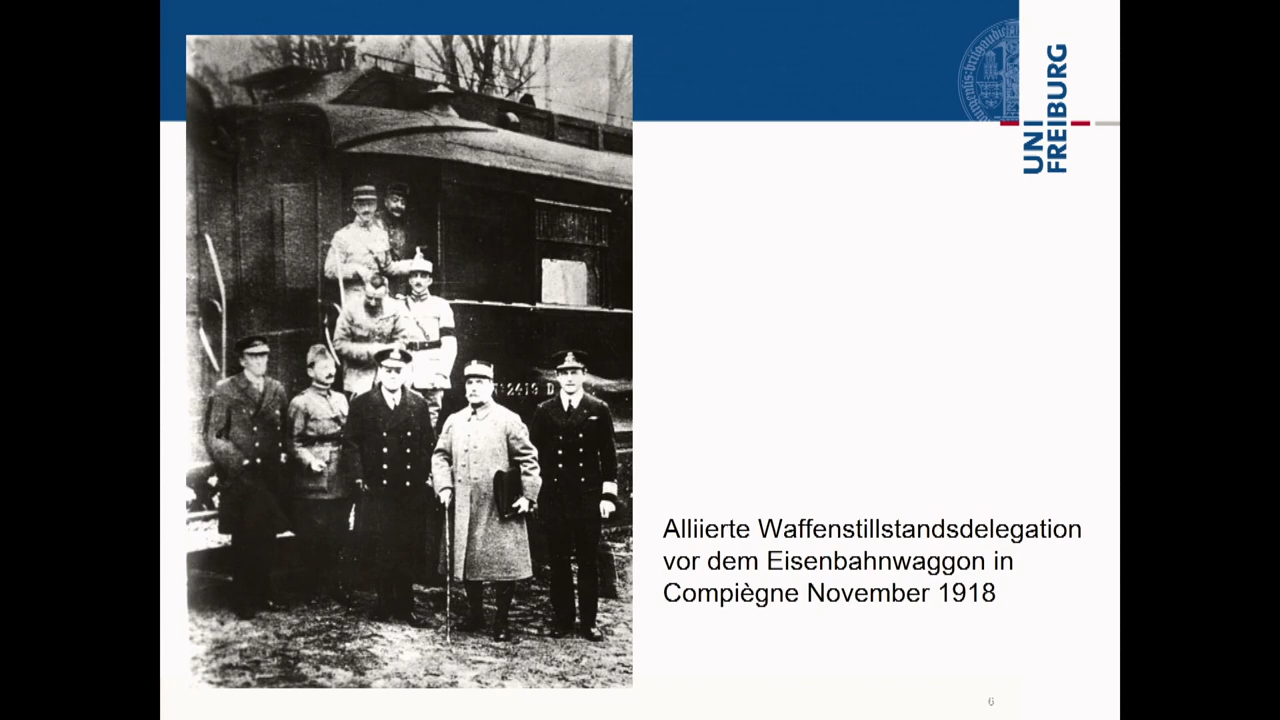 UNI
FREIBURG
2419 D
Alliierte Waffenstillstandsdelegation
vor dem Eisenbahnwaggon in
Compiègne November 1918
6